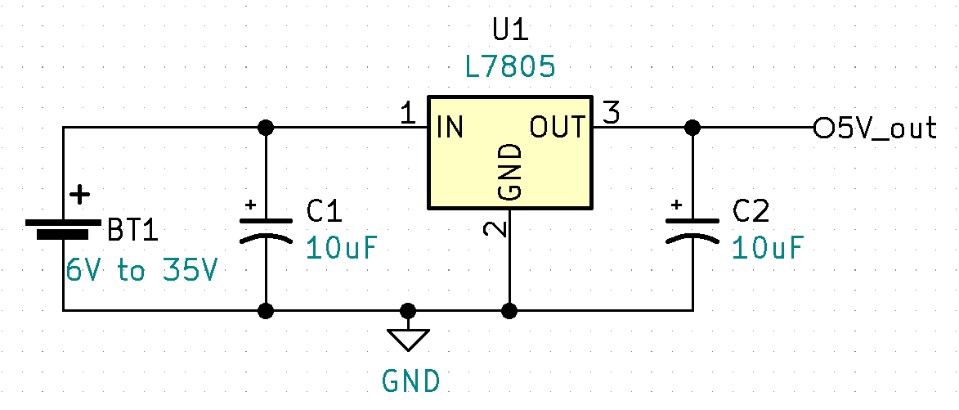 U1
L7805
1
IN
OUT
3
GND
2
5V_out
+
BT1
6V to 35V
+
C1
10uF
+
C2
10uF
GND